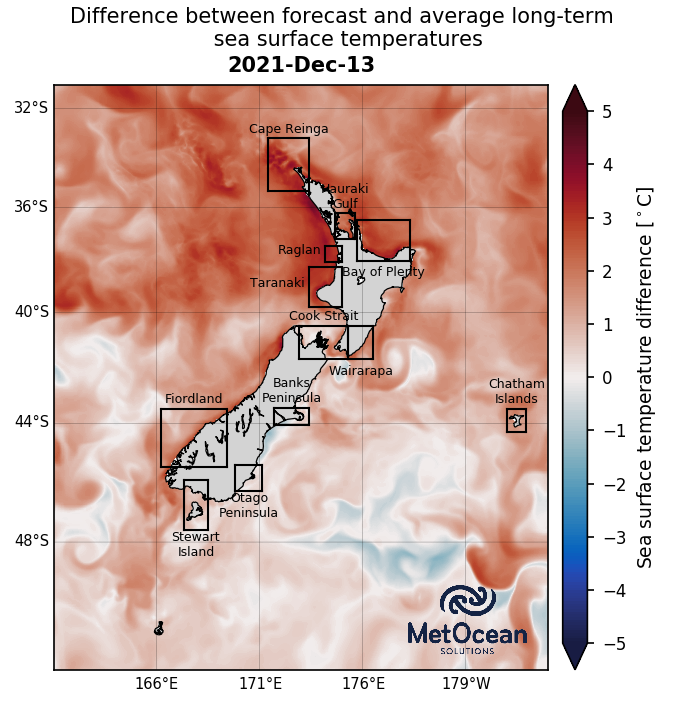 Difference between forecast and average long-term
sea surface temperatures
2021-Dec-13
32°S
36°S
40°S
44°S
48°S
Cape Reinga
Hauraki
Gulf
Raglan
Bay of Plenty
Taranaki
Cook Strait
Wairarapa
Banks
Peninsula
Fiordland
Chatham
Islands
Otago
Peninsula
Stewart
Island
MetOcean
SOLUTIONS
166°E
171°E
176°E
179°W
5
4
3
2
1
0
−1
−2
−3
−4
−5
Sea surface temperature difference [°C]